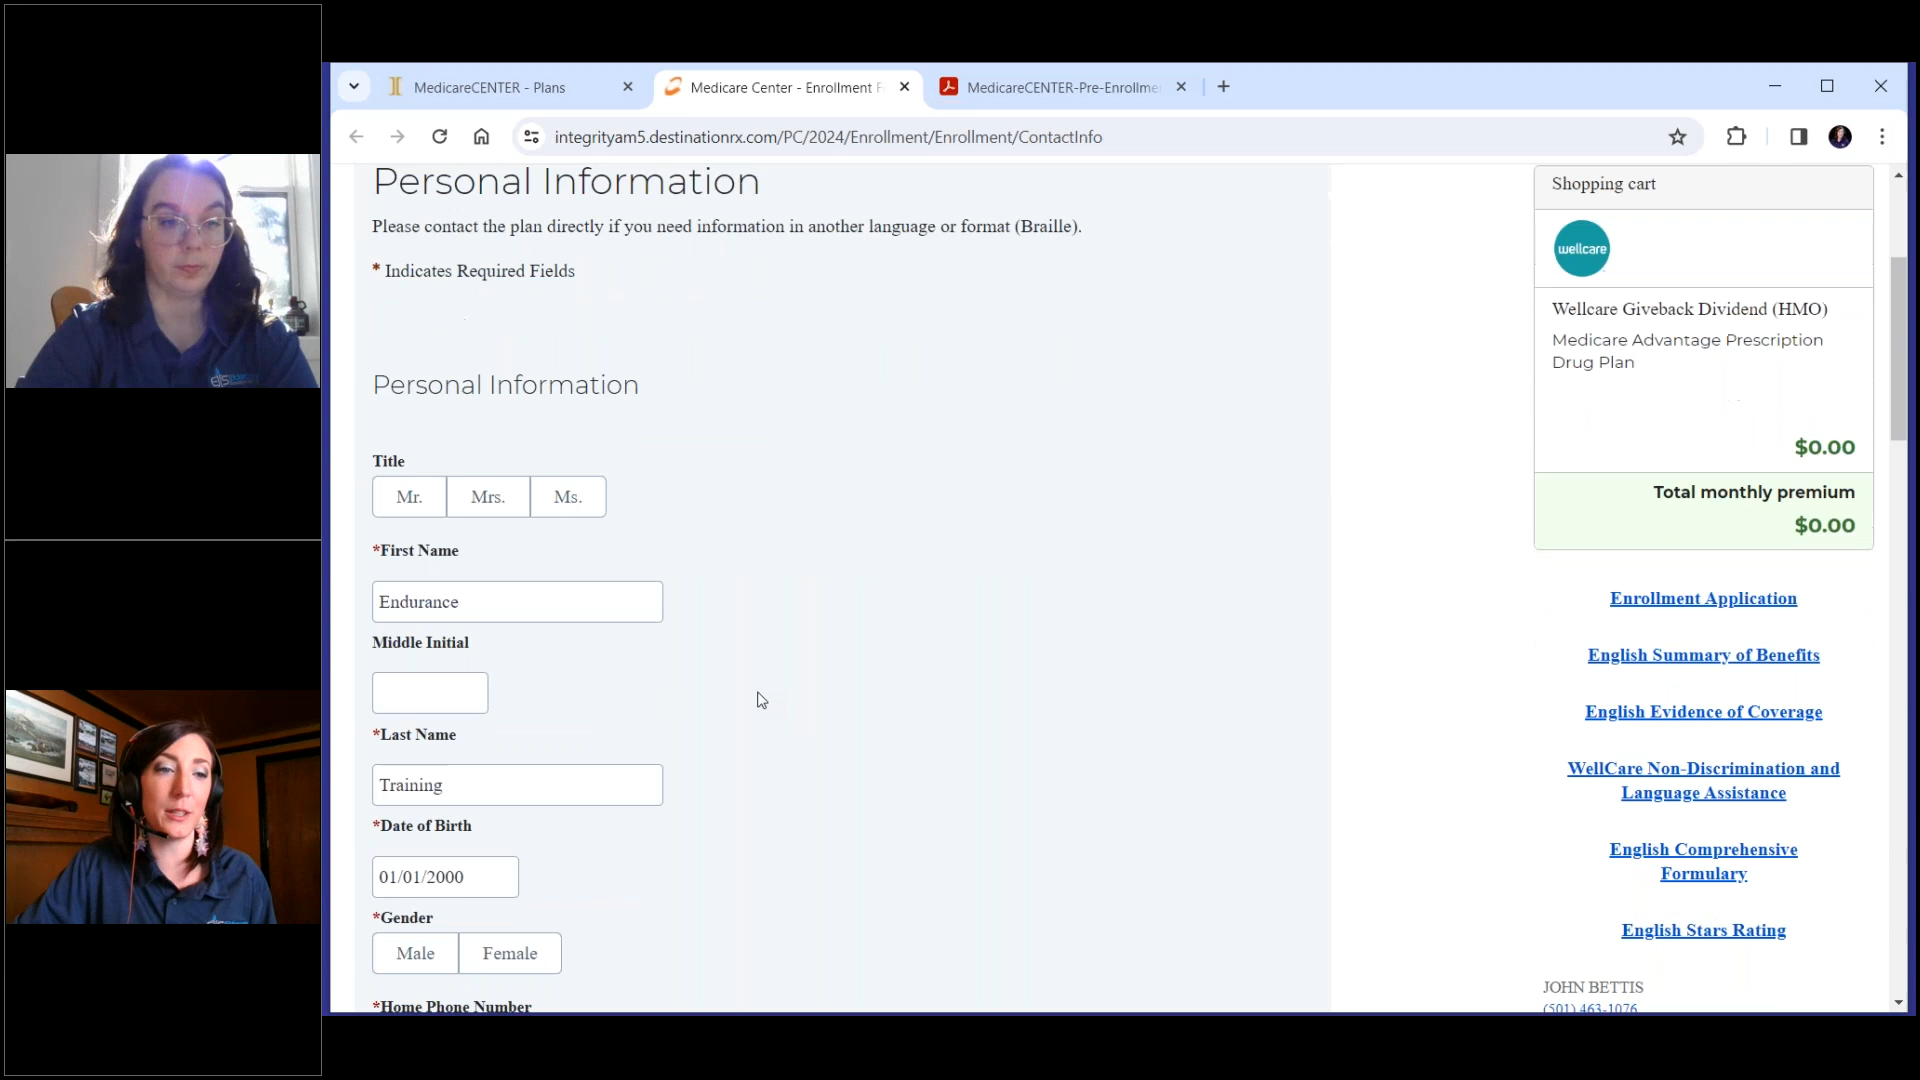 MedicareCENTER - Plans
Medicare Center - Enrollment F
MedicareCENTER-Pre-Enrollme
integrityam5.destinationrx.com/PC/2024/Enrollment/Enrollment/ContactInfo
Personal Information
Please contact the plan directly if you need information in another language or format (Braille).
* Indicates Required Fields
Personal Information
Title
Mr.
Mrs.
Ms.
*First Name
Endurance
Middle Initial
*Last Name
Training
*Date of Birth
01/01/2000
*Gender
Male
Female
*Home Phone Number
Shopping cart
wellcare
Wellcare Giveback Dividend (HMO)
Medicare Advantage Prescription
Drug Plan
$0.00
Total monthly premium
$0.00
Enrollment Application
English Summary of Benefits
English Evidence of Coverage
WellCare Non-Discrimination and
Language Assistance
English Comprehensive
Formulary
English Stars Rating
JOHN BETTIS
(501) 463-1076